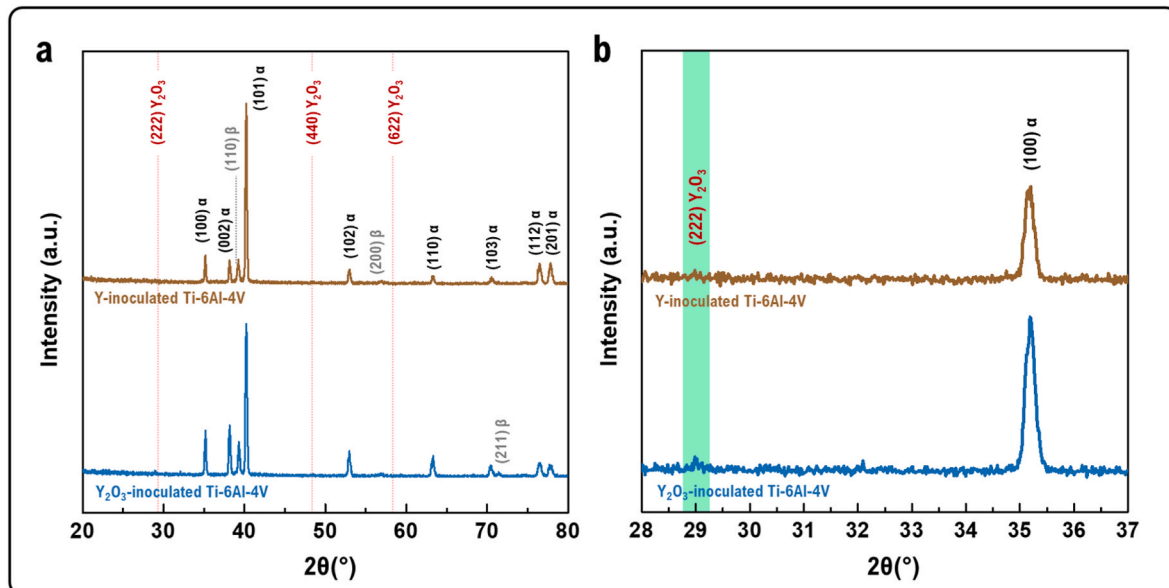 a
Intensity (a.u.)
(222) Y₂O₃
(440) Y₂O₃
(622) Y₂O₃
(100) α
(002) α
(110) β
(101) α
(102) α
(200) β
(110) α
(103) α
(112) α
(201) α
Y-inoculated Ti-6Al-4V
(211) β
Y₂O₃-inoculated Ti-6Al-4V
20 30 40 50 60 70 80
2θ(°)
b
Intensity (a.u.)
(222) Y₂O₃
(100) α
Y-inoculated Ti-6Al-4V
Y₂O₃-inoculated Ti-6Al-4V
28 29 30 31 32 33 34 35 36 37
2θ(°)